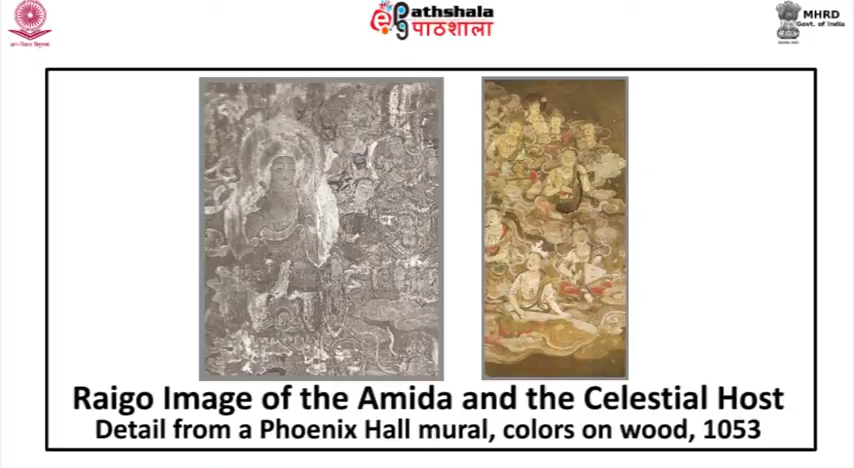 epathshala
पाठशाला
MHRD
Govt. of India
Raigo Image of the Amida and the Celestial Host
Detail from a Phoenix Hall mural, colors on wood, 1053